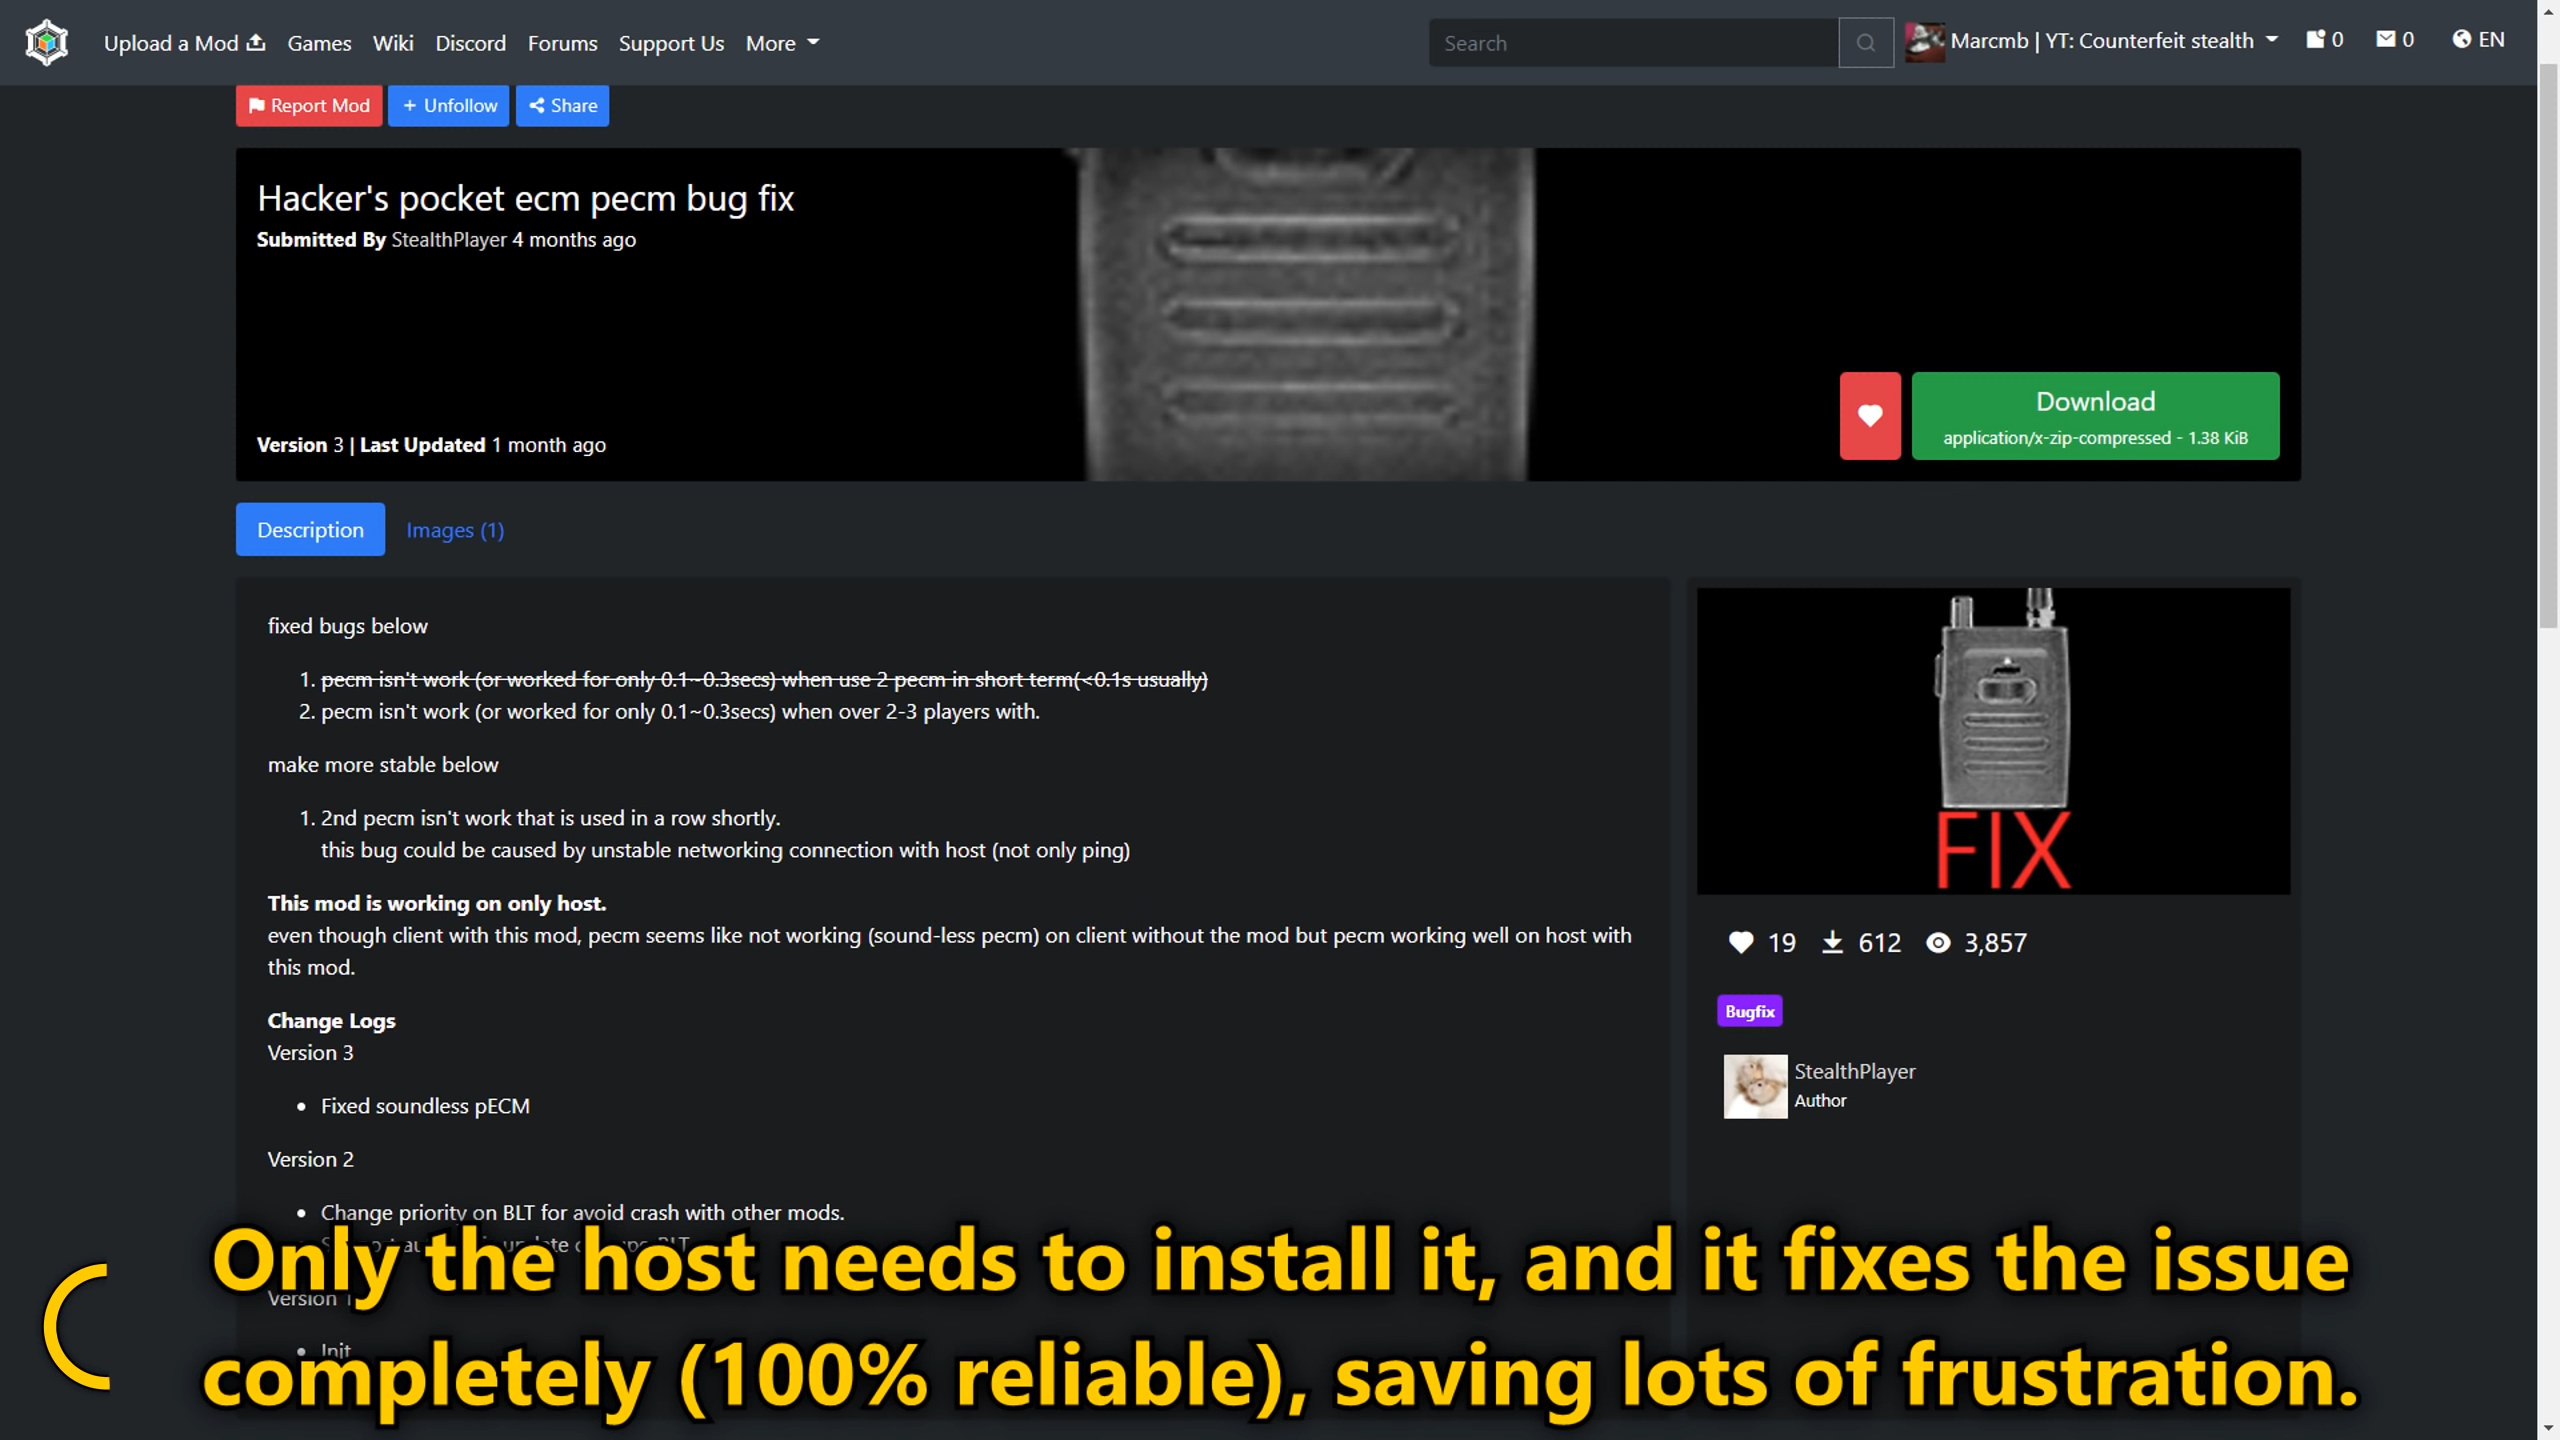 Upload a Mod Games Wiki Discord Forums Support Us More Search Marcmb | YT: Counterfeit stealth 0 0 EN
Report Mod + Unfollow Share
Hacker's pocket ecm pecm bug fix
Submitted By StealthPlayer 4 months ago
Download
application/x-zip-compressed - 1.38 KiB
Version 3 | Last Updated 1 month ago
Description Images (1)
fixed bugs below
1. pecm isn't work (or worked for only 0.1~0.3secs) when use 2 pecm in short term(<0.1s usually)
2. pecm isn't work (or worked for only 0.1~0.3secs) when over 2-3 players with.
make more stable below
1. 2nd pecm isn't work that is used in a row shortly.
this bug could be caused by unstable networking connection with host (not only ping)
This mod is working on only host.
even though client with this mod, pecm seems like not working (sound-less pecm) on client without the mod but pecm working well on host with
this mod.
Change Logs
Version 3
• Fixed soundless pECM
Version 2
• Change priority on BLT for avoid crash with other mods.
Version 1
• Init
FIX
19 612 3,857
Bugfix
StealthPlayer
Author
Only the host needs to install it, and it fixes the issue
completely (100% reliable), saving lots of frustration.